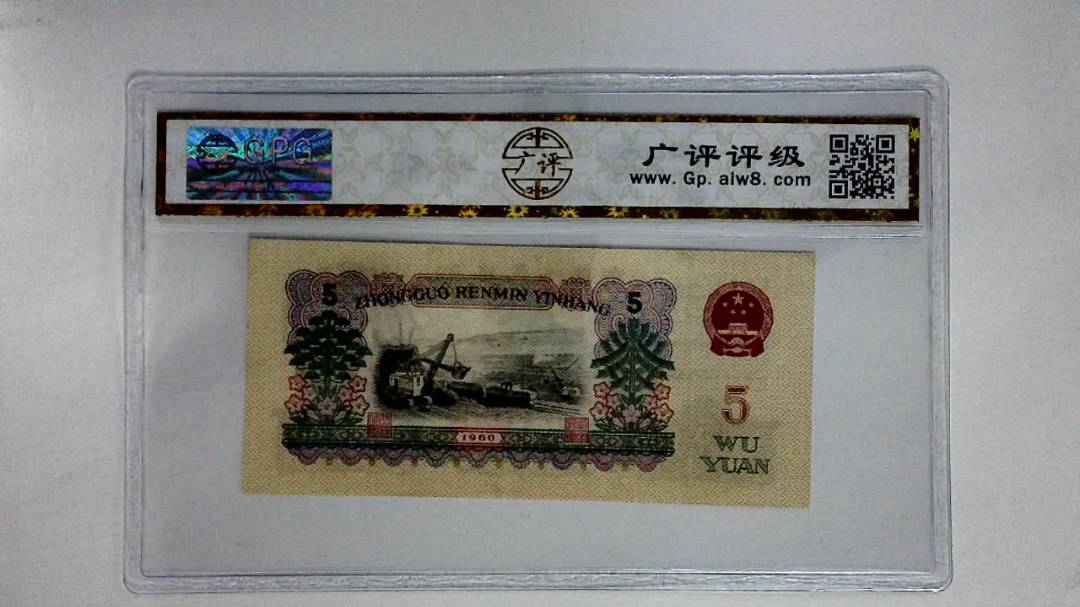 GPG
广评
广评评级
www. Gp. alw8. com
5 ZHONGGUO RENMIN YINHANG 5
1960
5
WU
YUAN